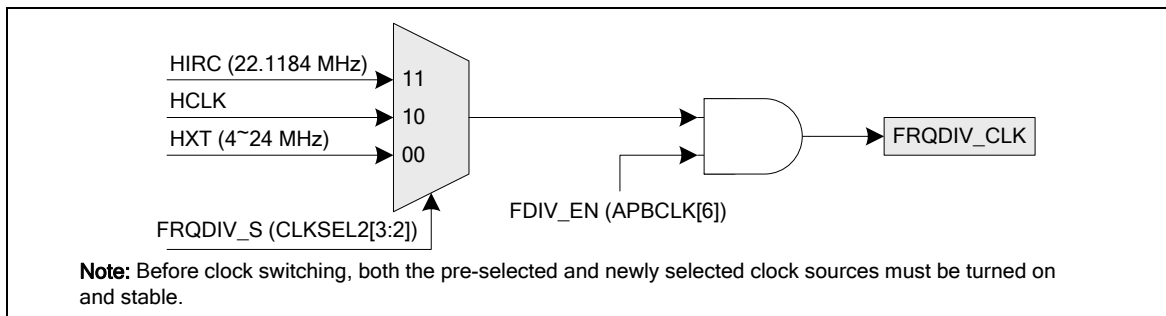 HIRC (22.1184 MHz)
11
HCLK
10
HXT (4~24 MHz)
00
FRQDIV_CLK
FDIV_EN (APBCLK[6])
FRQDIV_S (CLKSEL2[3:2])
Note: Before clock switching, both the pre-selected and newly selected clock sources must be turned on
and stable.